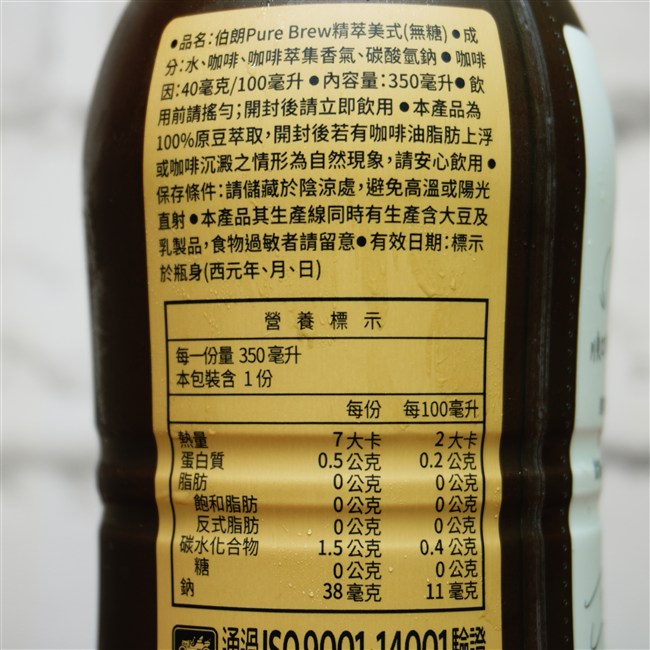 ●品名:伯朗Pure Brew精萃美式(無糖)●成
分:水、咖啡、咖啡萃集香氣、碳酸氫鈉●咖啡
因:40毫克/100毫升●內容量:350毫升●飲
用前請搖勻;開封後請立即飲用●本產品為
100%原豆萃取,開封後若有咖啡油脂肪上浮
或咖啡沉澱之情形為自然現象,請安心飲用●
保存條件:請儲藏於陰涼處,避免高溫或陽光
直射●本產品其生產線同時有生產含大豆及
乳製品,食物過敏者請留意●有效日期:標示
於瓶身(西元年、月、日)
營養標示
每一份量 350毫升
本包裝含 1份
每份 每100毫升
熱量 7大卡 2大卡
蛋白質 0.5公克 0.2公克
脂肪 0公克 0公克
飽和脂肪 0公克 0公克
反式脂肪 0公克 0公克
碳水化合物 1.5公克 0.4公克
糖 0公克 0公克
鈉 38毫克 11毫克
通過ISO9001·14001驗證